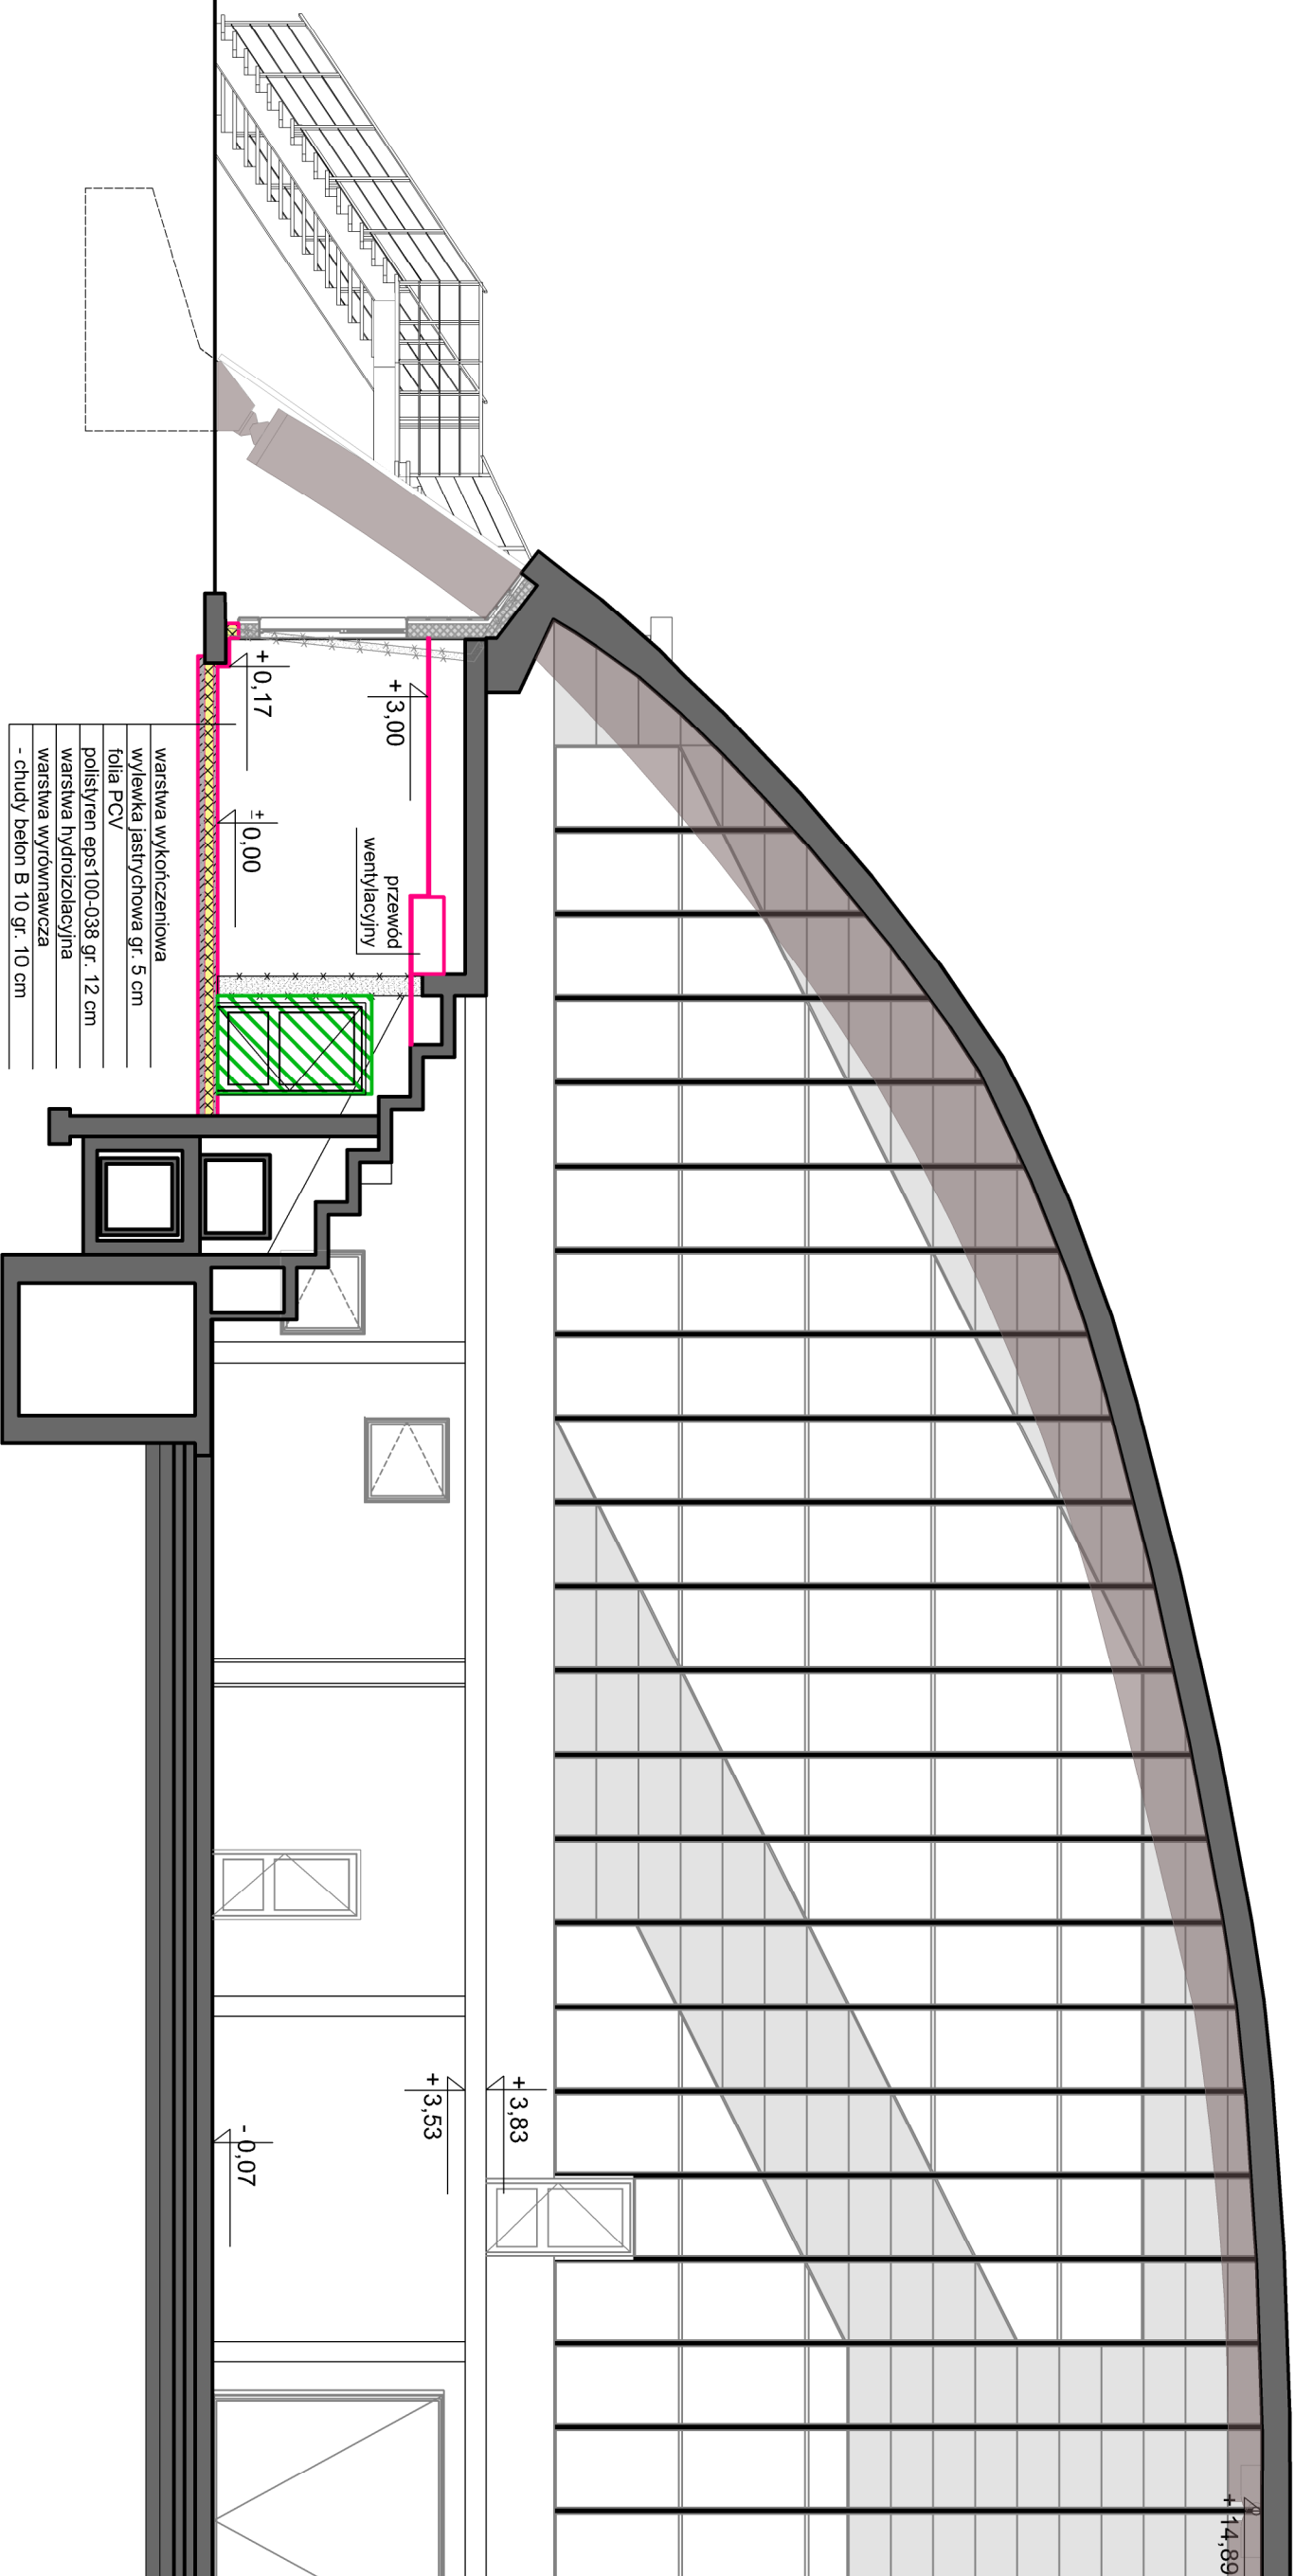 + 14,89
+ 3,83
+ 3,53
- 0,07
+ 3,00
+ 0,17
± 0,00
przewód
wentylacyjny
warstwa wykończeniowa
wylewka jastrychowa gr. 5 cm
folia PCV
polistyren eps100-038 gr. 12 cm
warstwa hydroizolacyjna
warstwa wyrównawcza
- chudy beton B 10 gr. 10 cm